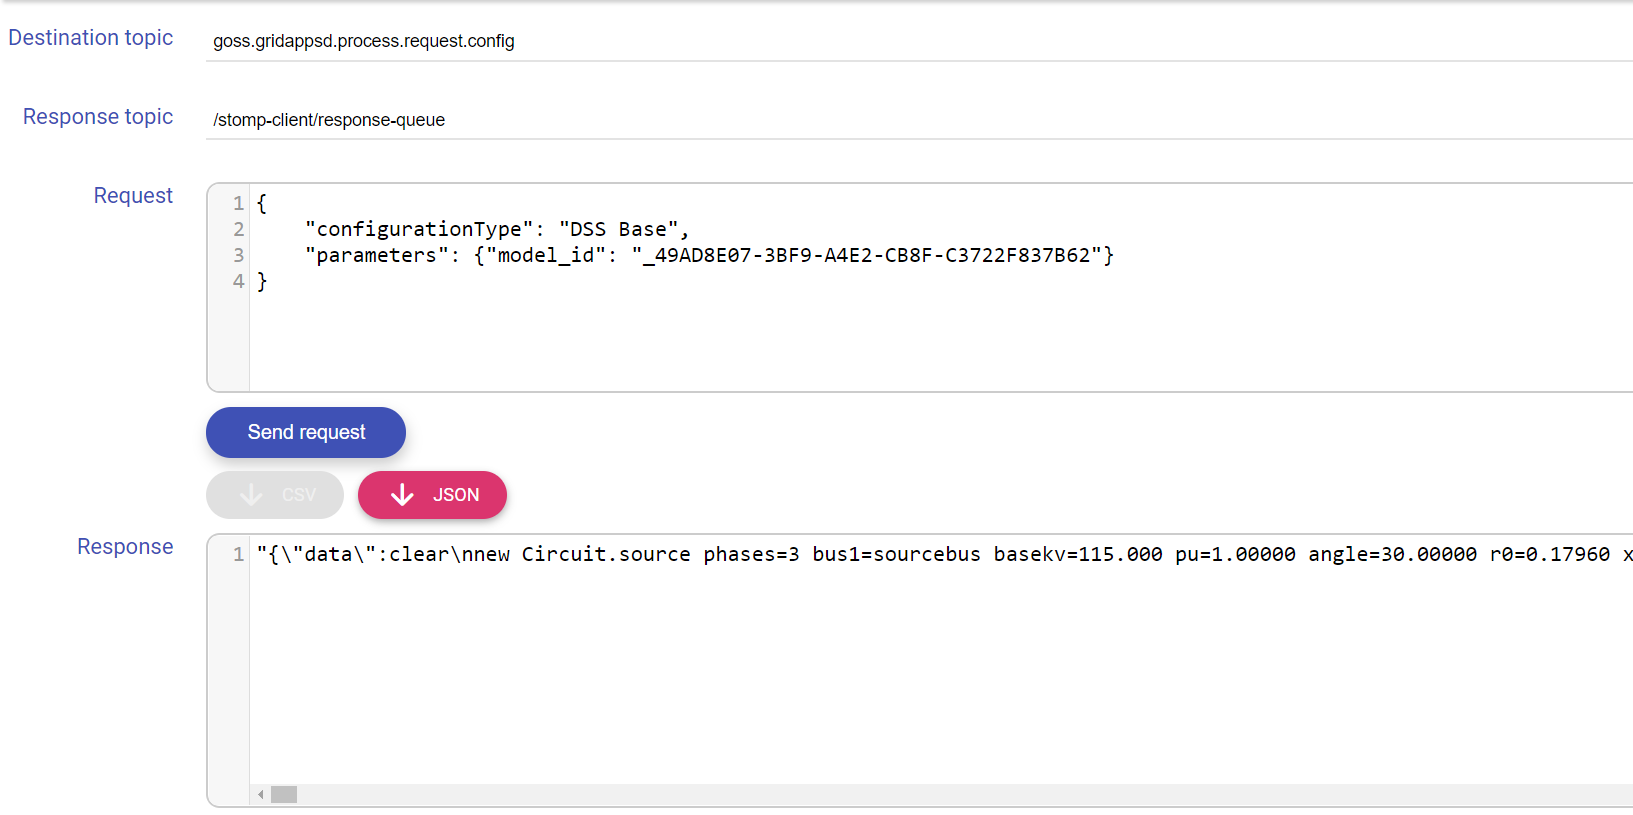 Destination topic goss.gridappsd.process.request.config
Response topic /stomp-client/response-queue
Request
1 {
2     "configurationType": "DSS Base",
3     "parameters": {"model_id": "_49AD8E07-3BF9-A4E2-CB8F-C3722F837B62"}
4 }
Send request
CSV JSON
Response
1 "{\"data\":clear\nnew Circuit.source phases=3 bus1=sourcebus basekv=115.000 pu=1.00000 angle=30.00000 r0=0.17960 x